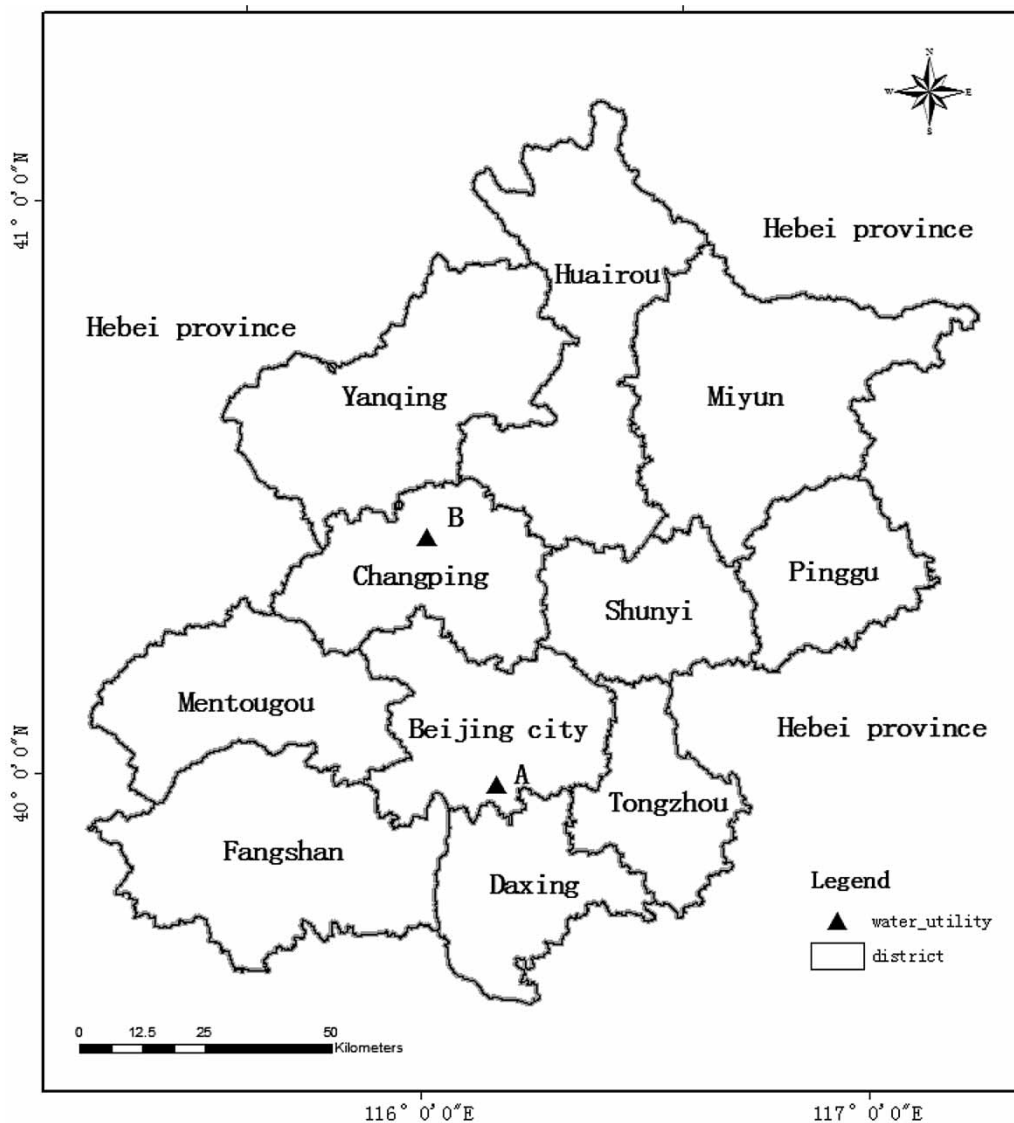 N
W E
S
41° 0′0″N
Hebei province
Huairou
Hebei province
Yanqing
Miyun
B
Changping
Pinggu
Shunyi
Mentougou
Beijing city
Hebei province
40° 0′0″N
A
Tongzhou
Fangshan
Daxing
Legend
water_utility
district
0 12.5 25 50
Kilometers
116° 0′0″E
117° 0′0″E